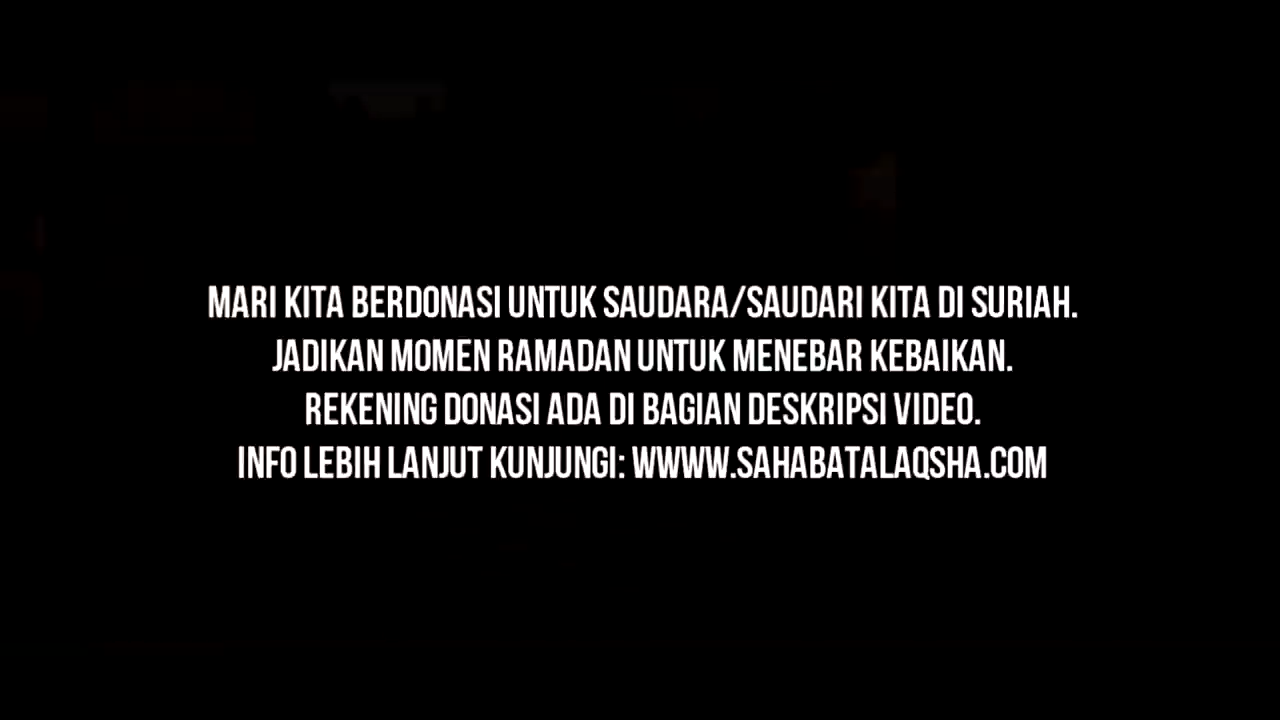 MARI KITA BERDONASI UNTUK SAUDARA/SAUDARI KITA DI SURIAH.
JADIKAN MOMEN RAMADAN UNTUK MENEBAR KEBAIKAN.
REKENING DONASI ADA DI BAGIAN DESKRIPSI VIDEO.
INFO LEBIH LANJUT KUNJUNGI: WWWW.SAHABATALAQSHA.COM